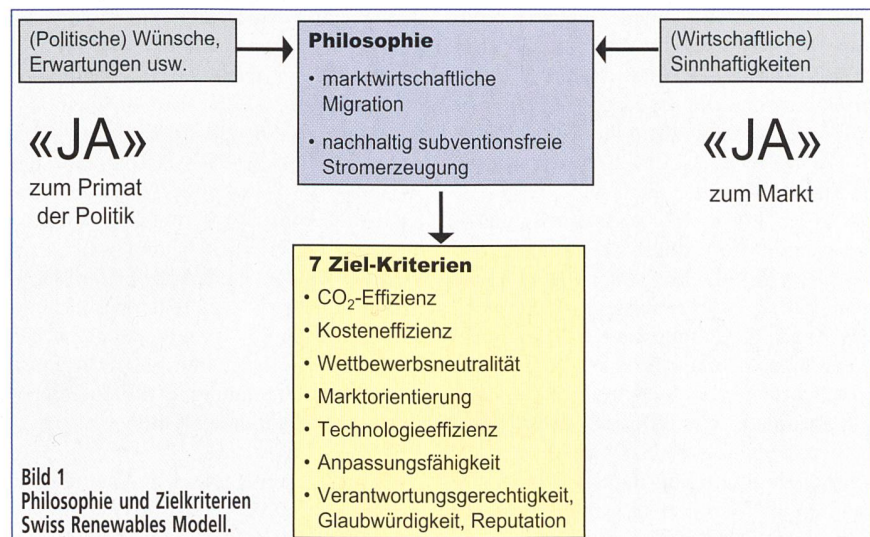 (Politische) Wünsche,
Erwartungen usw.
«JA»
zum Primat
der Politik
Philosophie
• marktwirtschaftliche
Migration
• nachhaltig subventionsfreie
Stromerzeugung
(Wirtschaftliche)
Sinnhaftigkeiten
«JA»
zum Markt
7 Ziel-Kriterien
• CO₂-Effizienz
• Kosteneffizienz
• Wettbewerbsneutralität
• Marktorientierung
• Technologieeffizienz
• Anpassungsfähigkeit
• Verantwortungsgerechtigkeit,
Glaubwürdigkeit, Reputation
Bild 1
Philosophie und Zielkriterien
Swiss Renewables Modell.